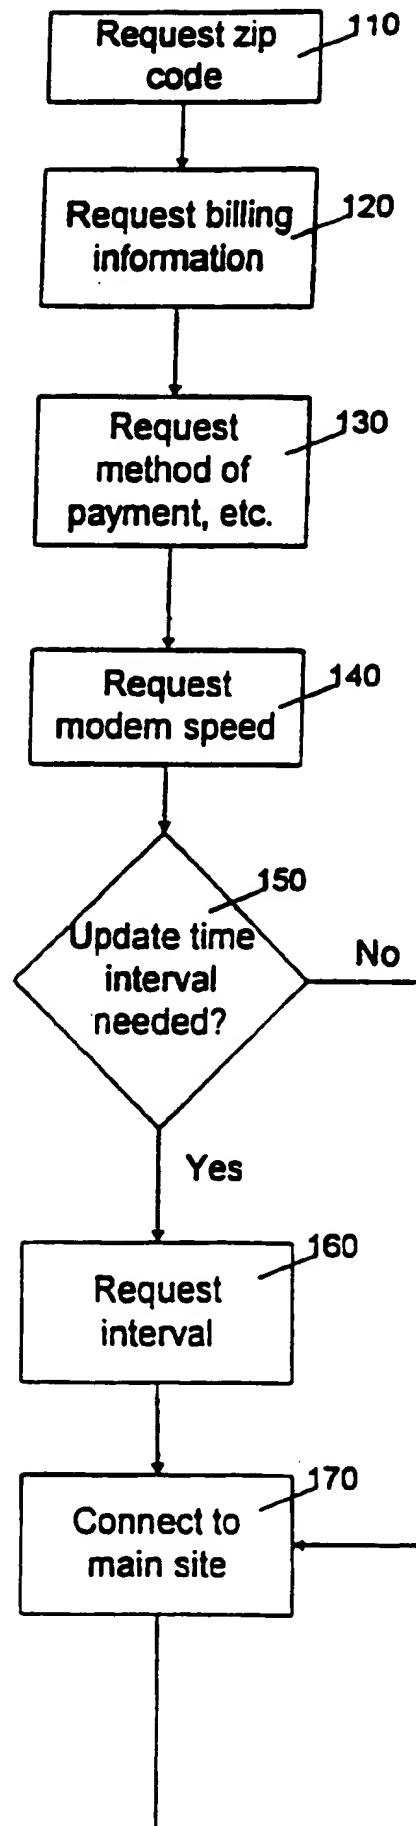 Request zip
code
110
Request billing
information
120
Request
method of
payment, etc.
130
Request
modem speed
140
Update time
interval
needed?
150
No
Yes
Request
interval
160
Connect to
main site
170